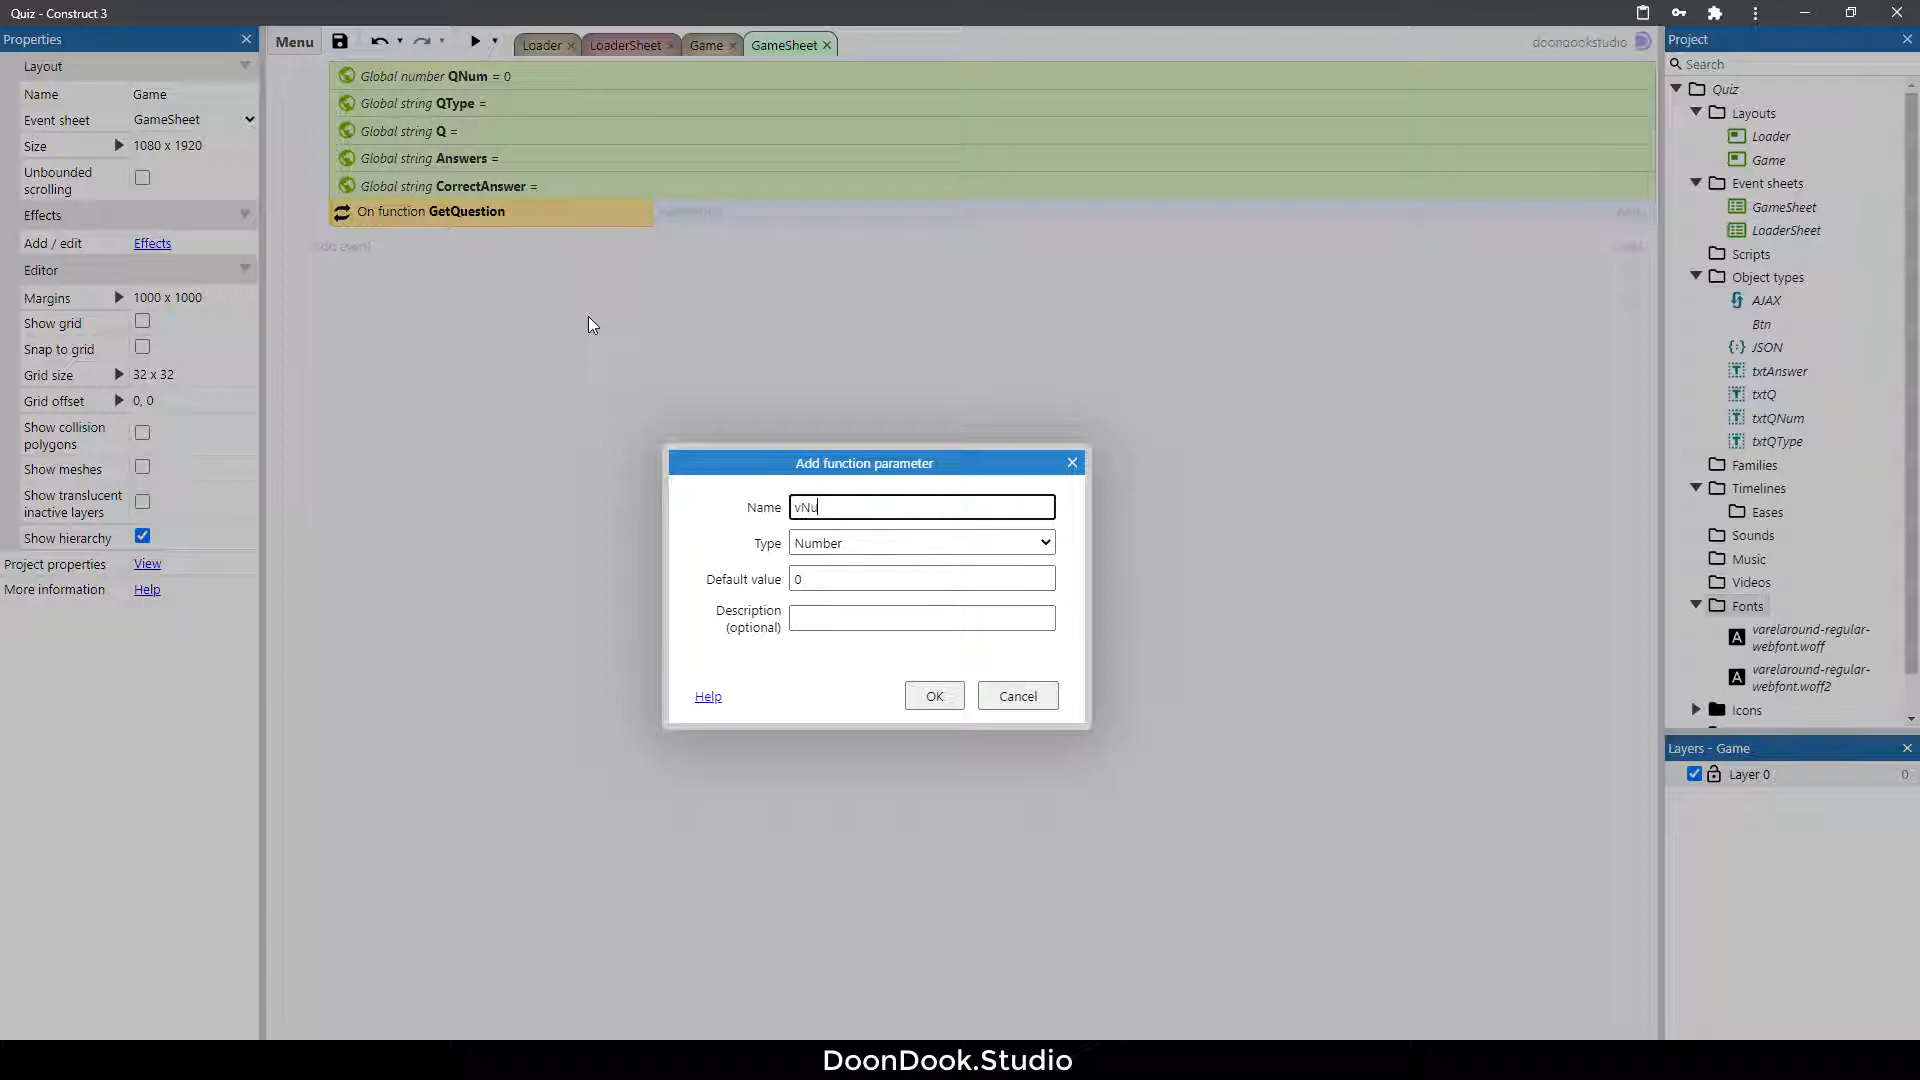 Quiz - Construct 3
Properties
Layout
Name Game
Event sheet GameSheet
Size 1080 x 1920
Unbounded
scrolling
Effects
Add / edit Effects
Editor
Margins 1000 x 1000
Show grid
Snap to grid
Grid size 32 x 32
Grid offset 0, 0
Show collision
polygons
Show meshes
Show translucent
inactive layers
Show hierarchy
Project properties View
More information Help
Menu
Loader
LoaderSheet
Game
GameSheet
doondookstudio
Global number QNum = 0
Global string QType =
Global string Q =
Global string Answers =
Global string CorrectAnswer =
On function GetQuestion
Add event
Add function parameter
Name vNu
Type Number
Default value 0
Description
(optional)
Help
OK
Cancel
Project
Search
Quiz
Layouts
Loader
Game
Event sheets
GameSheet
LoaderSheet
Scripts
Object types
AJAX
Btn
JSON
txtAnswer
txtQ
txtQNum
txtQType
Families
Timelines
Eases
Sounds
Music
Videos
Fonts
varelaround-regular-
webfont.woff
varelaround-regular-
webfont.woff2
Icons
Layers - Game
Layer 0 0
DoonDook.Studio